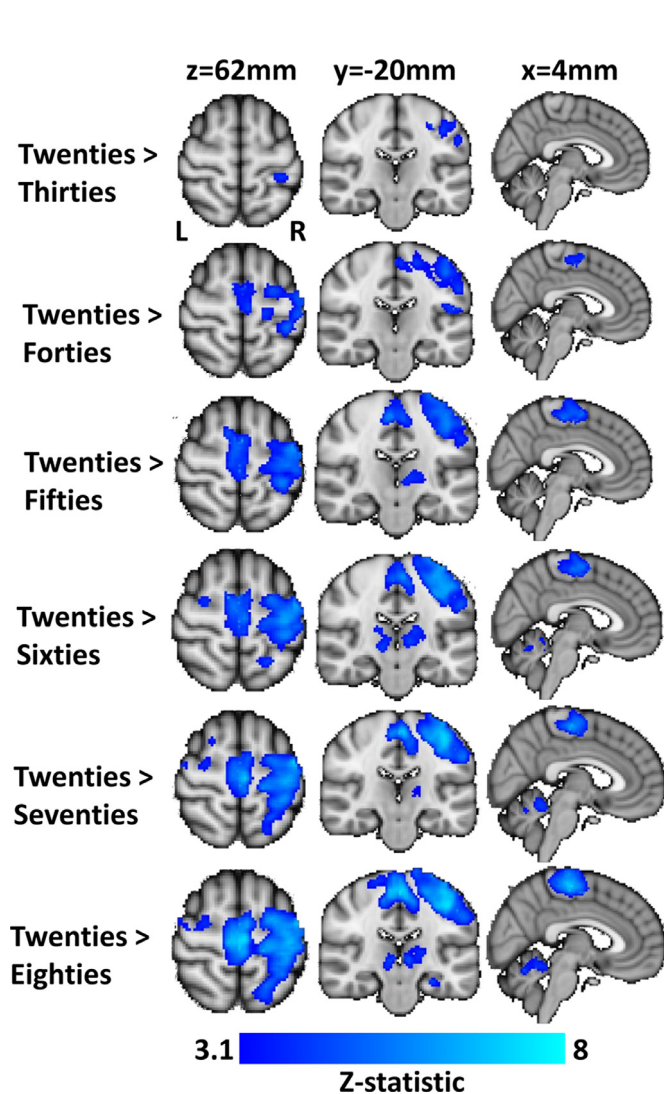 z=62mm y=-20mm x=4mm
Twenties >
Thirties
L R
Twenties >
Forties
Twenties >
Fifties
Twenties >
Sixties
Twenties >
Seventies
Twenties >
Eighties
3.1 8
Z-statistic